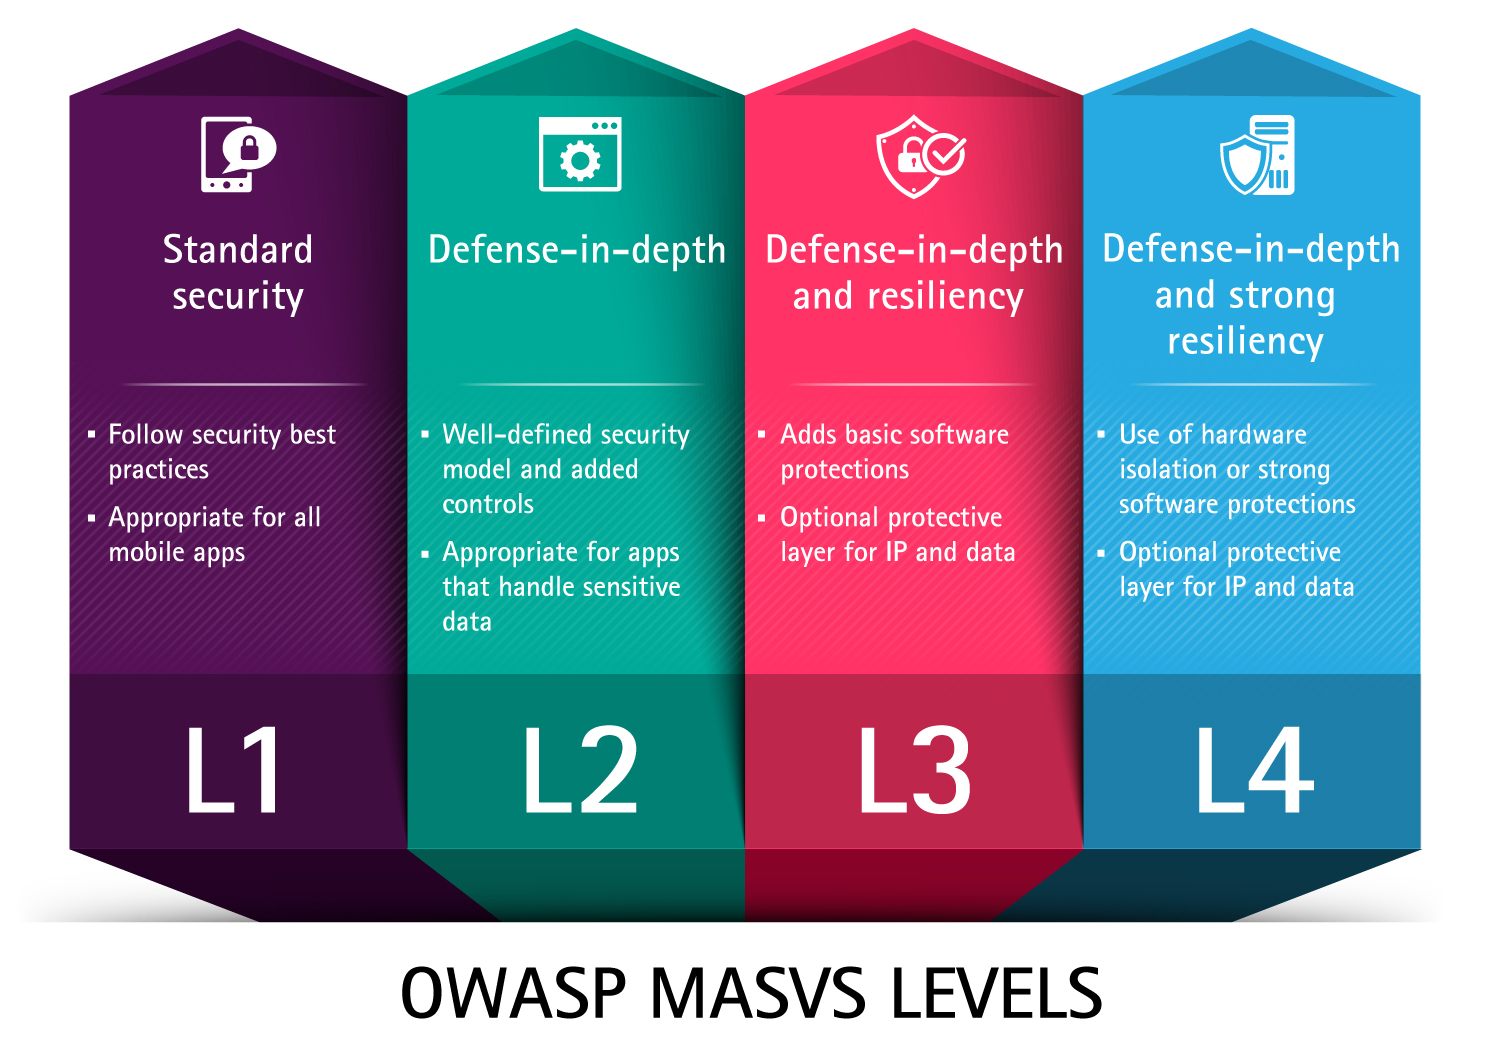 Standard
security
▪ Follow security best
practices
▪ Appropriate for all
mobile apps
L1
Defense-in-depth
▪ Well-defined security
model and added
controls
▪ Appropriate for apps
that handle sensitive
data
L2
Defense-in-depth
and resiliency
▪ Adds basic software
protections
▪ Optional protective
layer for IP and data
L3
Defense-in-depth
and strong
resiliency
▪ Use of hardware
isolation or strong
software protections
▪ Optional protective
layer for IP and data
L4
OWASP MASVS LEVELS